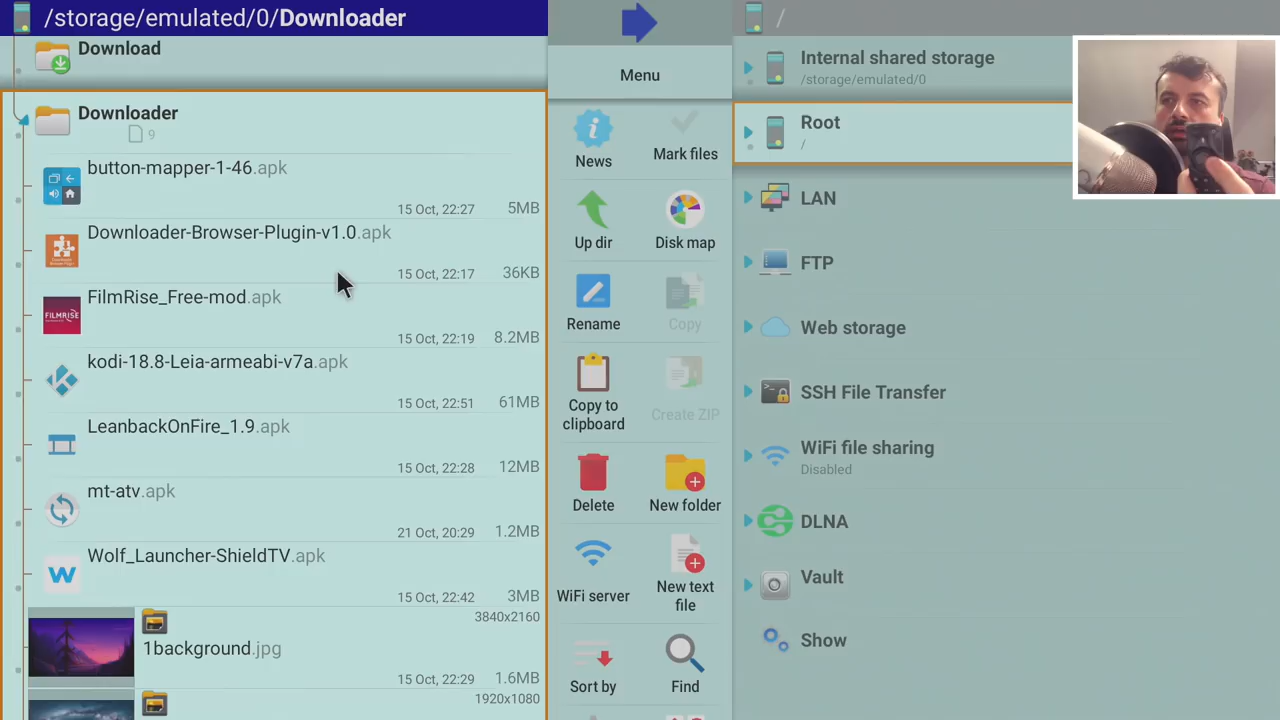 /storage/emulated/0/Downloader
Download
Downloader
9
button-mapper-1-46.apk
15 Oct, 22:27 5MB
Downloader-Browser-Plugin-v1.0.apk
15 Oct, 22:17 36KB
FilmRise_Free-mod.apk
FILMRISE
15 Oct, 22:19 8.2MB
kodi-18.8-Leia-armeabi-v7a.apk
15 Oct, 22:51 61MB
LeanbackOnFire_1.9.apk
15 Oct, 22:28 12MB
mt-atv.apk
21 Oct, 20:29 1.2MB
Wolf_Launcher-ShieldTV.apk
W
15 Oct, 22:42 3MB
3840x2160
1background.jpg
15 Oct, 22:29 1.6MB
1920x1080
Menu
News
Mark files
Up dir
Disk map
Rename
Copy
Copy to
clipboard
Create ZIP
Delete
New folder
WiFi server
New text
file
Sort by
Find
/
Internal shared storage
/storage/emulated/0
Root
/
LAN
FTP
Web storage
SSH File Transfer
WiFi file sharing
Disabled
DLNA
Vault
Show